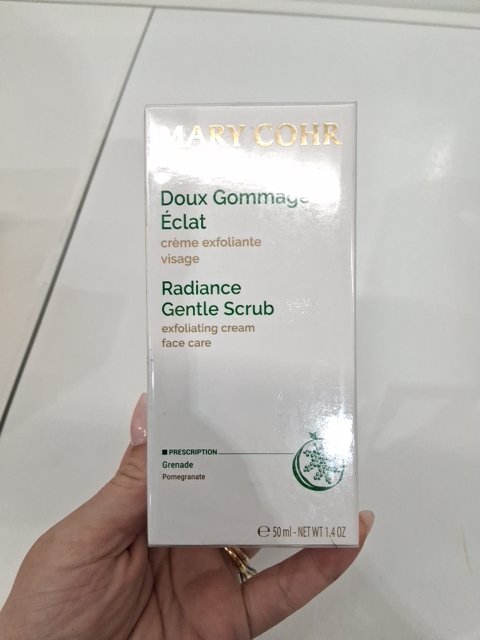 MARY COHR
Doux Gommage
Éclat
crème exfoliante
visage
Radiance
Gentle Scrub
exfoliating cream
face care
PRESCRIPTION
Grenade
Pomegranate
℮ 50 ml - NET WT 1.4 OZ